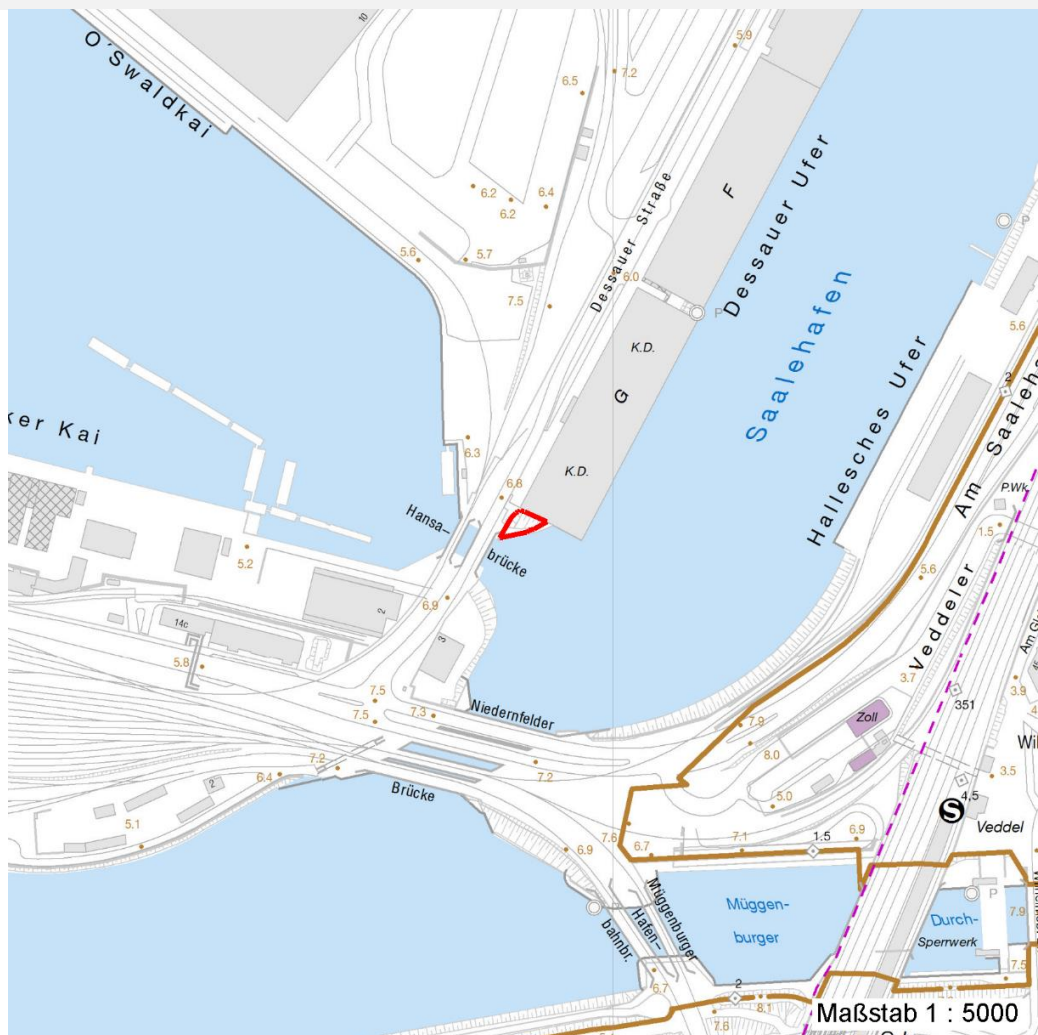 10
O´Swaldkai
6.5
7.2
5.9
6.2
6.2
6.4
5.6
5.7
7.5
Dessauer Straße
6.0
F
Dessauer Ufer
P
P
Saalehafen
Hallesches Ufer
5.6
2
K.D.
G
K.D.
ker Kai
6.3
6.8
Hansa-
brücke
5.2
6.9
14c
2
3
5.8
7.5
7.5
7.3
Niedernfelder
7.2
6.4
2
Brücke
7.2
5.1
Am Saaleha
P.Wk.
1.5
5.6
Veddeler
3.7
Am Gl
3.9
351
Zoll
7.9
8.0
5.0
Wil
3.5
4,5
S
Veddel
7.6
6.7
7.1
1.5
6.9
6.9
Müggenburger
Hafen-
bahnbr.
Müggen-
burger
Durch-
Sperrwerk
P
7.9
7.5
6.7
2
8.1
7.6
Maßstab 1 : 5000